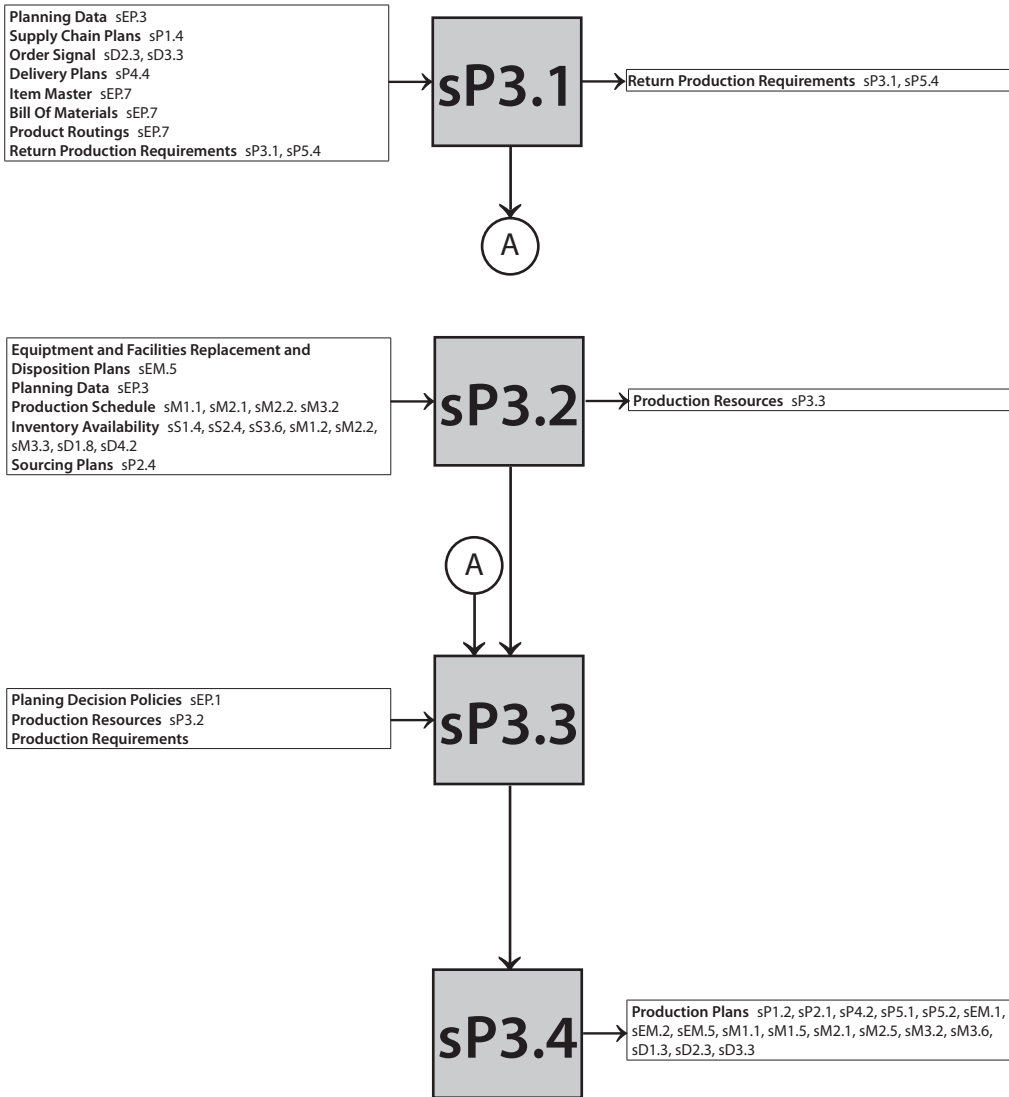 Planning Data sEP.3
Supply Chain Plans sP1.4
Order Signal sD2.3, sD3.3
Delivery Plans sP4.4
Item Master sEP.7
Bill Of Materials sEP.7
Product Routings sEP.7
Return Production Requirements sP3.1, sP5.4
sP3.1
Return Production Requirements sP3.1, sP5.4
A
Equiptment and Facilities Replacement and
Disposition Plans sEM.5
Planning Data sEP.3
Production Schedule sM1.1, sM2.1, sM2.2. sM3.2
Inventory Availability sS1.4, sS2.4, sS3.6, sM1.2, sM2.2,
sM3.3, sD1.8, sD4.2
Sourcing Plans sP2.4
sP3.2
Production Resources sP3.3
A
Planing Decision Policies sEP.1
Production Resources sP3.2
Production Requirements
sP3.3
sP3.4
Production Plans sP1.2, sP2.1, sP4.2, sP5.1, sP5.2, sEM.1,
sEM.2, sEM.5, sM1.1, sM1.5, sM2.1, sM2.5, sM3.2, sM3.6,
sD1.3, sD2.3, sD3.3